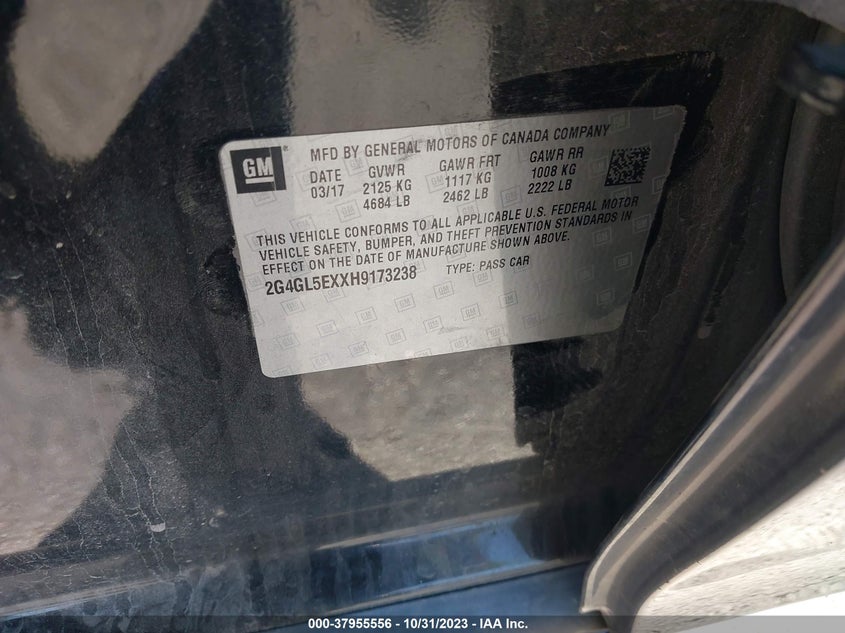 GM
MFD BY GENERAL MOTORS OF CANADA COMPANY
DATE GVWR GAWR FRT GAWR RR
03/17 2125 KG 1117 KG 1008 KG
4684 LB 2462 LB 2222 LB
THIS VEHICLE CONFORMS TO ALL APPLICABLE U.S. FEDERAL MOTOR
VEHICLE SAFETY, BUMPER, AND THEFT PREVENTION STANDARDS IN
EFFECT ON THE DATE OF MANUFACTURE SHOWN ABOVE.
2G4GL5EXXH9173238 TYPE: PASS CAR
000-37955556 - 10/31/2023 - IAA Inc.